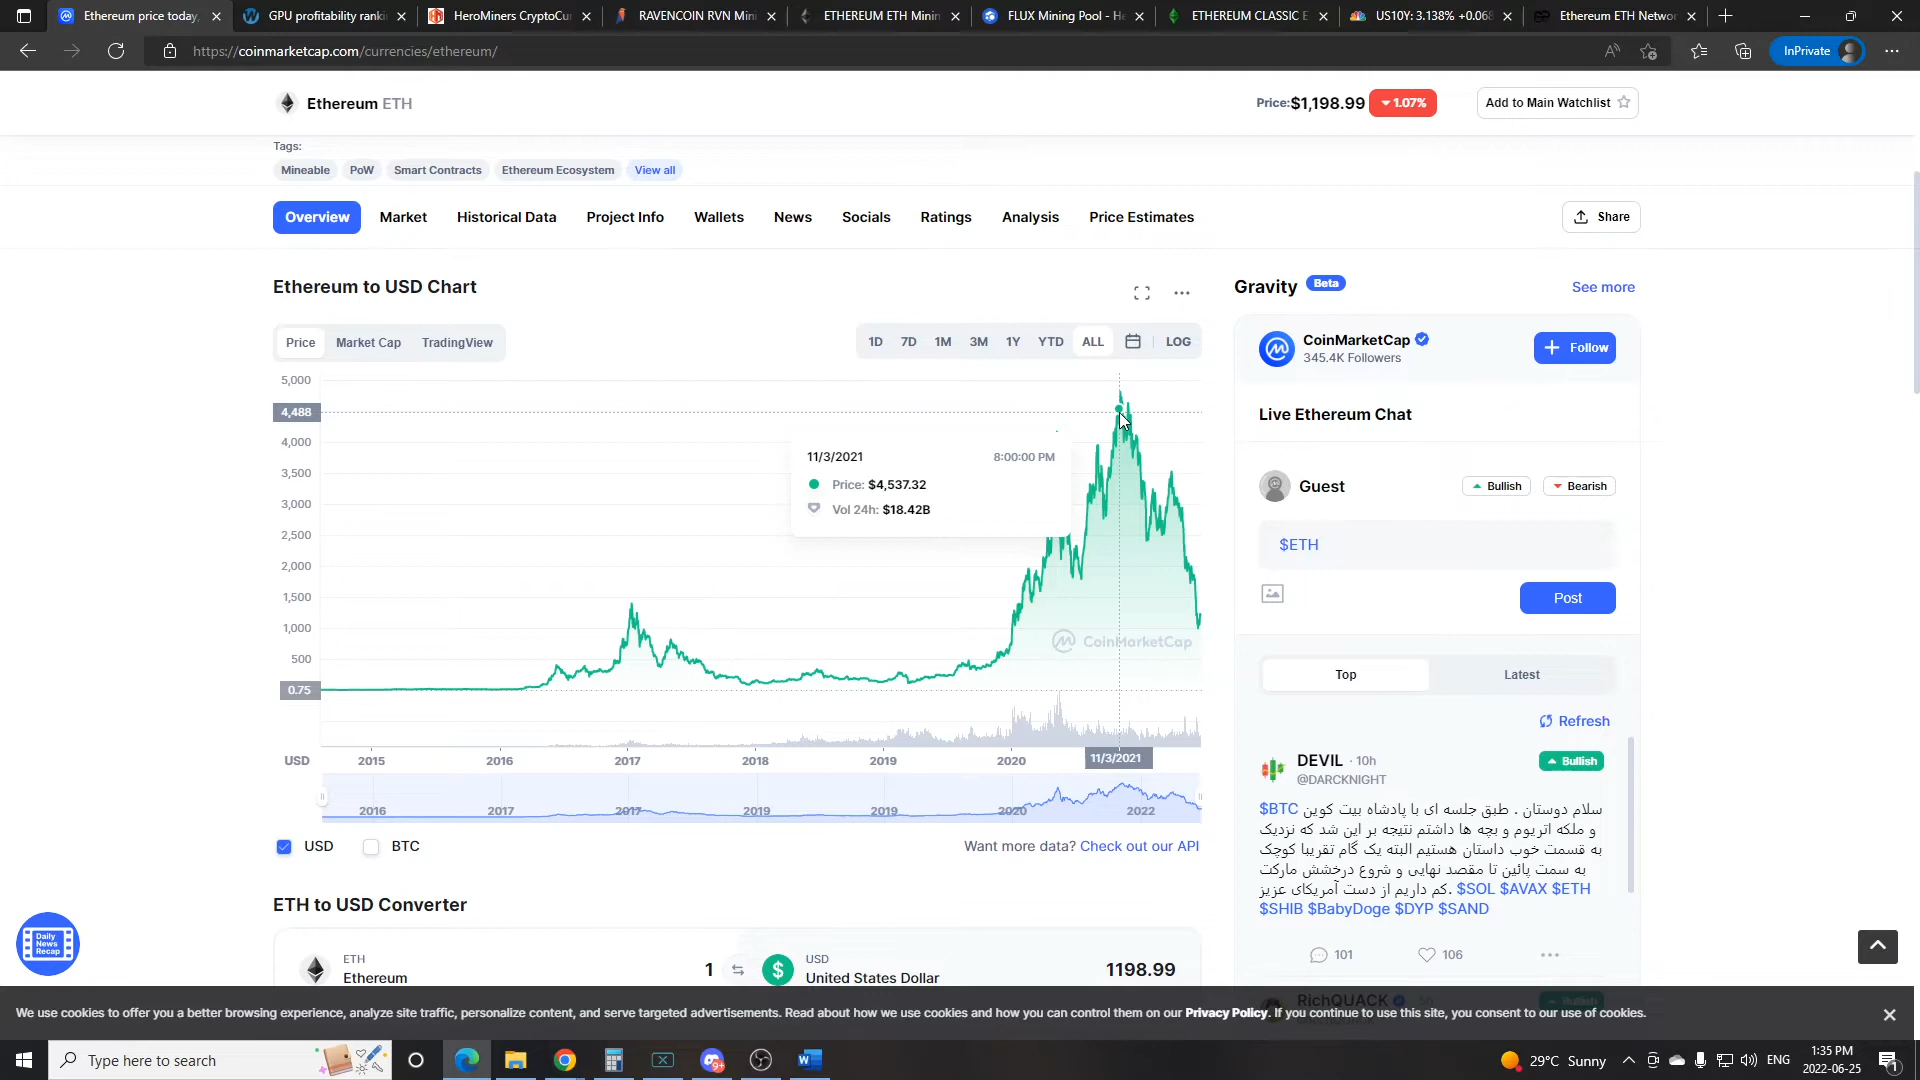 Ethereum price today,
GPU profitability ranki
HeroMiners CryptoCu
RAVENCOIN RVN Min
ETHEREUM ETH Minin
FLUX Mining Pool - He
ETHEREUM CLASSIC E
US10Y: 3.138% +0.068
Ethereum ETH Networ
https://coinmarketcap.com/currencies/ethereum/
InPrivate
Ethereum ETH
Price:$1,198.99
1.07%
Add to Main Watchlist
Tags:
Mineable PoW Smart Contracts Ethereum Ecosystem View all
Overview Market Historical Data Project Info Wallets News Socials Ratings Analysis Price Estimates
Share
Ethereum to USD Chart
Price Market Cap TradingView
1D 7D 1M 3M 1Y YTD ALL LOG
5,000
4,488
4,000
3,500
3,000
2,500
2,000
1,500
1,000
500
0.75
11/3/2021 8:00:00 PM
Price: $4,537.32
Vol 24h: $18.42B
CoinMarketCap
USD 2015 2016 2017 2018 2019 2020 11/3/2021
2016 2017 2017 2019 2019 2020 2022
USD BTC
Want more data? Check out our API
ETH to USD Converter
ETH
Ethereum
1
USD
United States Dollar
1198.99
Gravity Beta
See more
CoinMarketCap
345.4K Followers
Follow
Live Ethereum Chat
Guest
Bullish
Bearish
$ETH
Post
Top
Latest
Refresh
DEVIL · 10h
@DARCKNIGHT
Bullish
$BTC سلام دوستان . طبق جلسه ای با پادشاه بیت کوین
و ملکه اتریوم و بچه ها داشتم نتیجه بر این شد که نزدیک
به قسمت خوب داستان هستیم البته یک گام تقریبا کوچک
به سمت پائین تا مقصد نهایی و شروع درخشش مارکت
کم داریم از دست آمریکای عزیز. $SOL $AVAX $ETH
$SHIB $BabyDoge $DYP $SAND
101
106
RichQUACK
Bullish
Daily
News
Recap
We use cookies to offer you a better browsing experience, analyze site traffic, personalize content, and serve targeted advertisements. Read about how we use cookies and how you can control them on our Privacy Policy. If you continue to use this site, you consent to our use of cookies.
Type here to search
9+
29°C Sunny
ENG
1:35 PM
2022-06-25
1